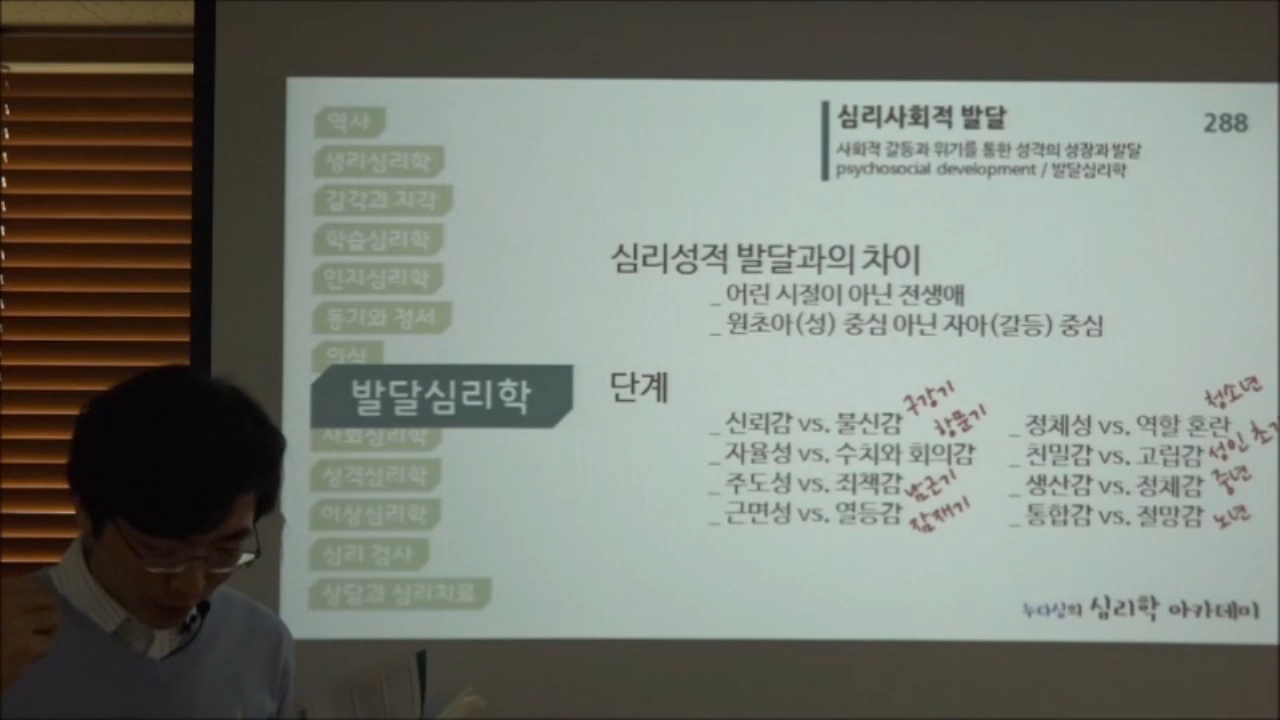 역사
생리심리학
감각과 지각
학습심리학
인지심리학
동기와 정서
의식
발달심리학
사회심리학
성격심리학
이상심리학
심리 검사
상담과 심리치료
심리사회적 발달
288
사회적 갈등과 위기를 통한 성격의 성장과 발달
psychosocial development / 발달심리학
심리성적 발달과의 차이
_ 어린 시절이 아닌 전생애
_ 원초아(성) 중심 아닌 자아(갈등) 중심
단계
_ 신뢰감 vs. 불신감 구강기
_ 자율성 vs. 수치와 회의감 항문기
_ 주도성 vs. 죄책감 남근기
_ 근면성 vs. 열등감 잠재기
_ 정체성 vs. 역할 혼란 청소년
_ 친밀감 vs. 고립감 성인 초기
_ 생산감 vs. 정체감 중년
_ 통합감 vs. 절망감 노년
누다심의 심리학 아카데미